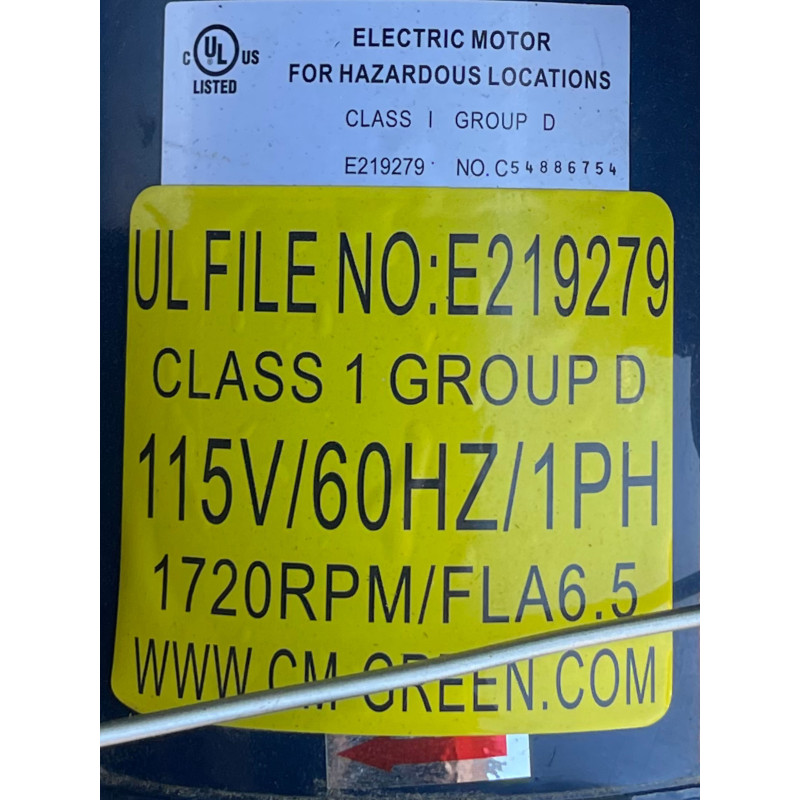 C UL US
LISTED
ELECTRIC MOTOR
FOR HAZARDOUS LOCATIONS
CLASS I GROUP D
E219279 NO. C54886754
UL FILE NO:E219279
CLASS 1 GROUP D
115V/60HZ/1PH
1720RPM/FLA6.5
WWW.CM-GREEN.COM